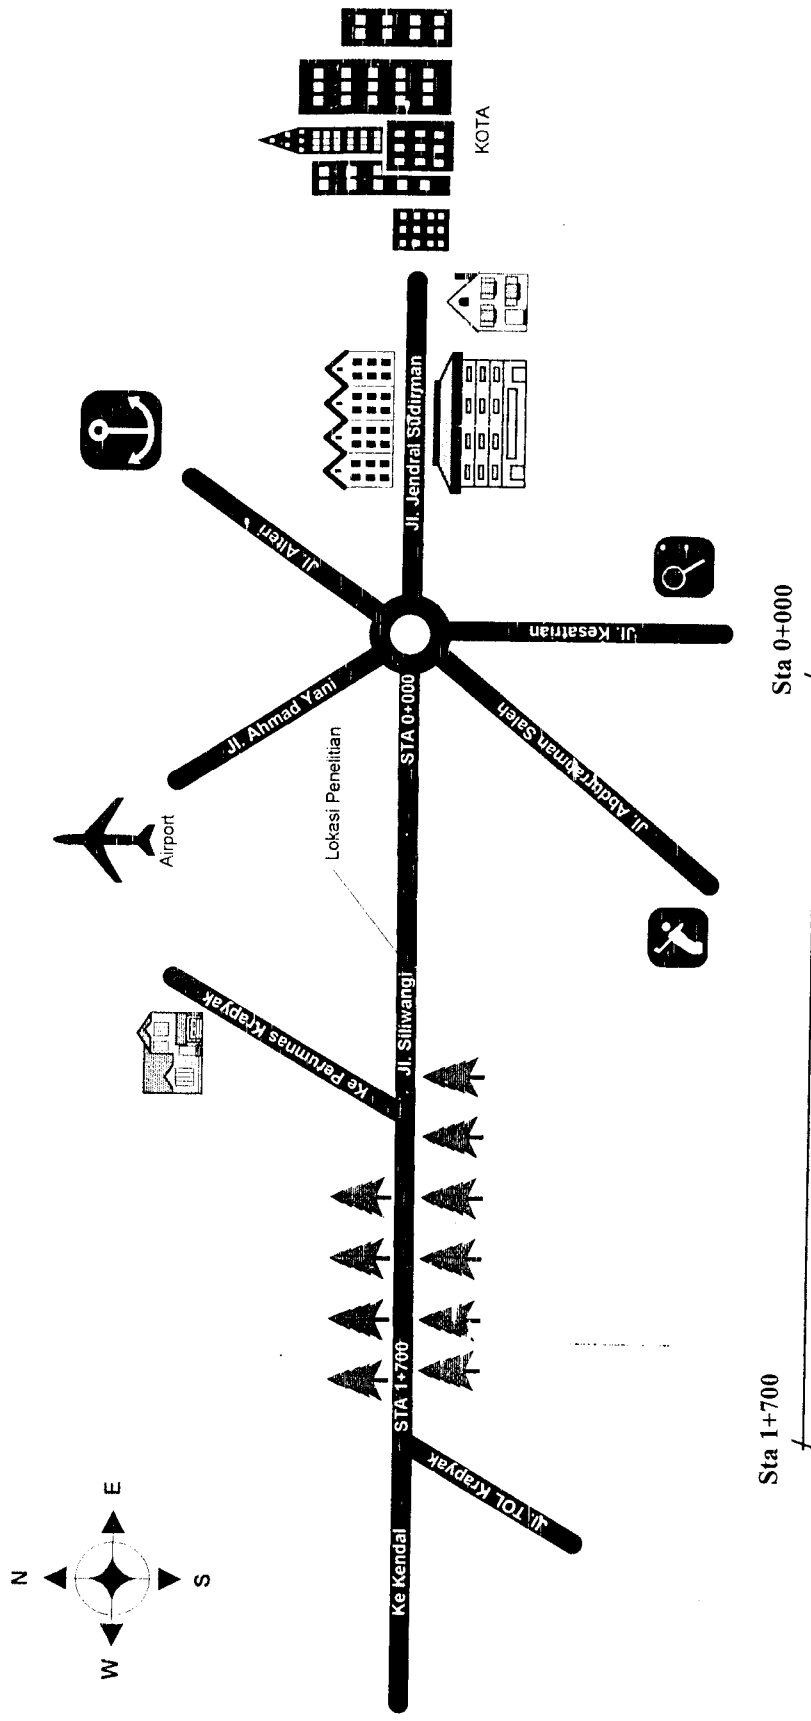 N
W
E
S
Airport
KOTA
Jl. Ahmad Yani
Jl. Alteri
Lokasi Penelitian
Ke Perumnas Krapyak
Ke Kendal
STA 1+700
Jl. Siliwangi
STA 0+000
Jl. Jendral Sudirman
Jl. TOL Krapyak
Jl. Abdurrahman Saleh
Jl. Kesatrian
Sta 1+700
Sta 0+000